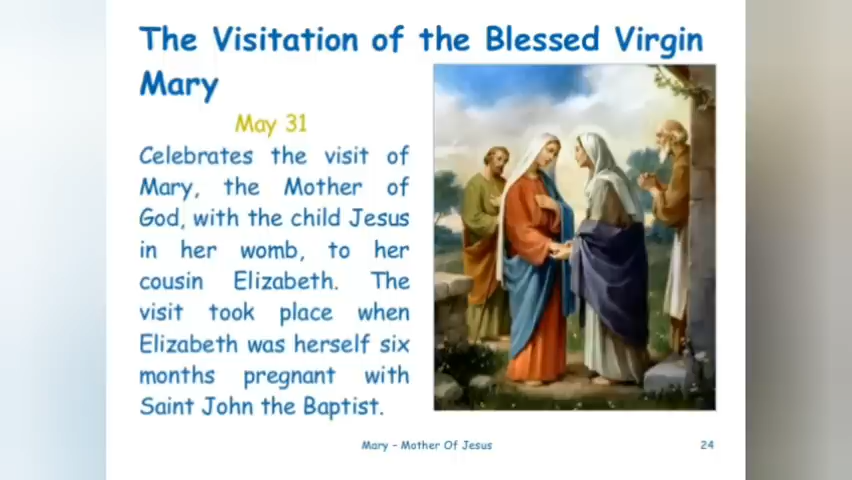 The Visitation of the Blessed Virgin
Mary
May 31
Celebrates the visit of
Mary, the Mother of
God, with the child Jesus
in her womb, to her
cousin Elizabeth. The
visit took place when
Elizabeth was herself six
months pregnant with
Saint John the Baptist.
Mary – Mother Of Jesus
24